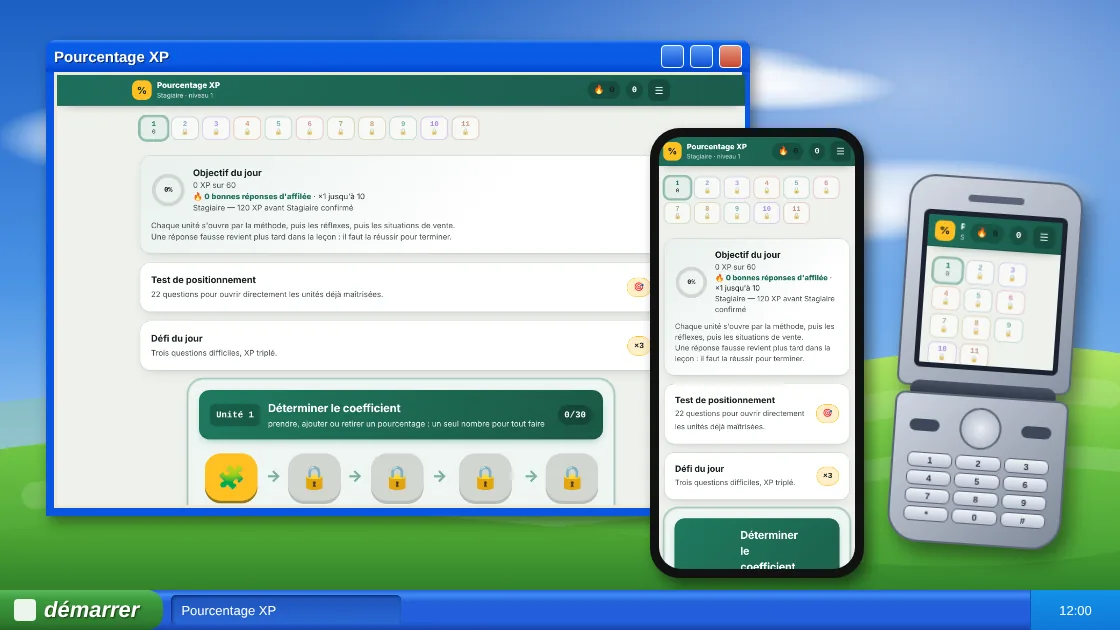 Pourcentage XP
% Pourcentage XP
Stagiaire · niveau 1
🔥 0 0 ☰
1 2 3 4 5 6 7 8 9 10 11
0
Objectif du jour
0%
0 XP sur 60
🔥 0 bonnes réponses d'affilée · ×1 jusqu'à 10
Stagiaire — 120 XP avant Stagiaire confirmé
Chaque unité s'ouvre par la méthode, puis les réflexes, puis les situations de vente.
Une réponse fausse revient plus tard dans la leçon : il faut la réussir pour terminer.
Test de positionnement
22 questions pour ouvrir directement les unités déjà maîtrisées.
Défi du jour
Trois questions difficiles, XP triplé.
×3
Unité 1
Déterminer le coefficient
prendre, ajouter ou retirer un pourcentage : un seul nombre pour tout faire
0/30
% Pourcentage XP
Stagiaire · niveau 1
🔥 0 0 ☰
1 2 3 4 5 6
0
7 8 9 10 11
Objectif du jour
0%
0 XP sur 60
🔥 0 bonnes réponses d'affilée ·
×1 jusqu'à 10
Stagiaire — 120 XP avant Stagiaire
confirmé
Chaque unité s'ouvre par la méthode, puis les
réflexes, puis les situations de vente.
Une réponse fausse revient plus tard dans la
leçon : il faut la réussir pour terminer.
Test de positionnement
22 questions pour ouvrir directement
les unités déjà maîtrisées.
Défi du jour
Trois questions difficiles, XP triplé.
×3
Déterminer
le
coefficient
% P
S
🔥 0 0 ☰
1 2 3
0
4 5 6
7 8 9
10 11
1 2 3
4 5 6
7 8 9
* 0 #
démarrer
Pourcentage XP
12:00